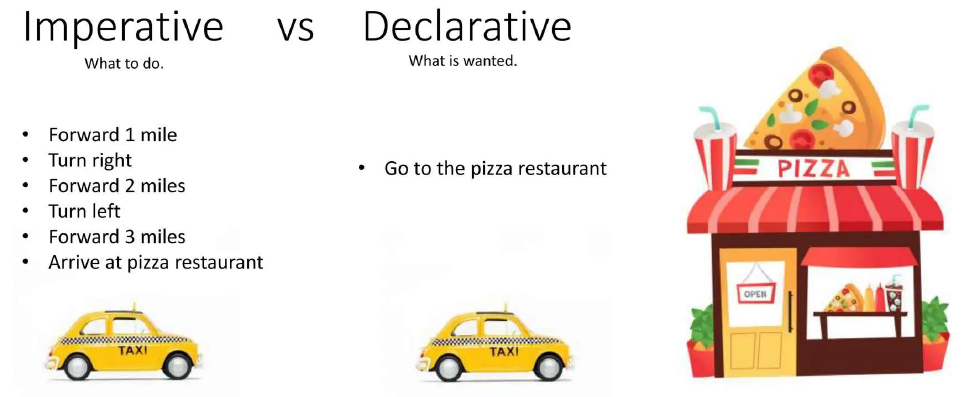 Imperative vs Declarative
What to do.
What is wanted.
• Forward 1 mile
• Turn right
• Forward 2 miles
• Turn left
• Forward 3 miles
• Arrive at pizza restaurant
• Go to the pizza restaurant
TAXI
TAXI
PIZZA
OPEN